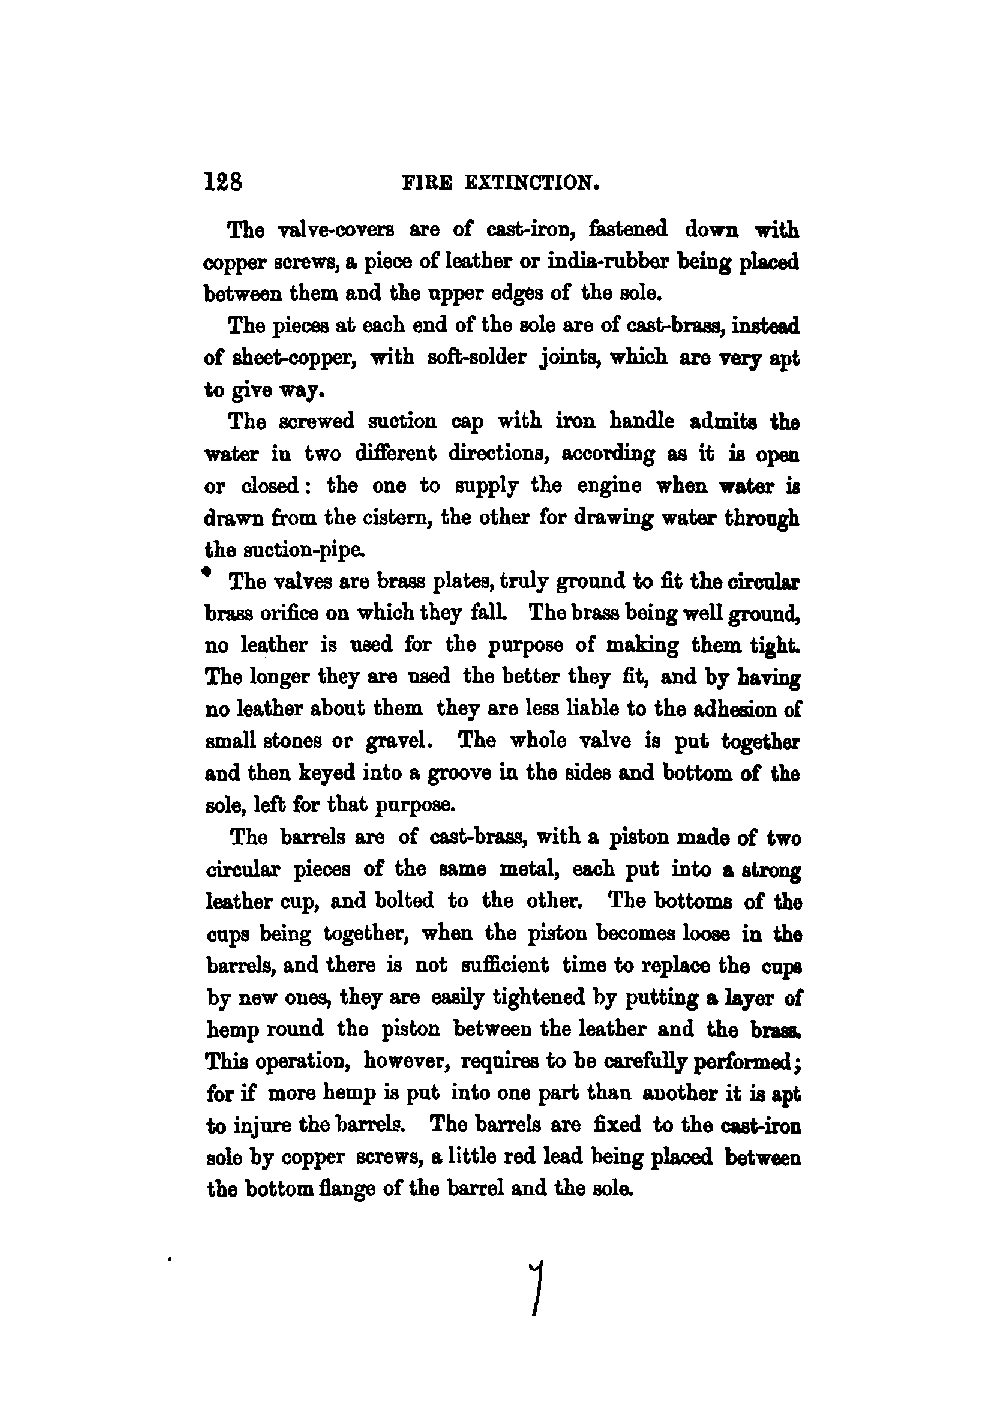 128 FIRE EXTINCTION.
The valve-covers are of cast-iron, fastened down with
copper screws, a piece of leather or india-rubber being placed
between them and the upper edges of the sole.
The pieces at each end of the sole are of cast-brass, instead
of sheet-copper, with soft-solder joints, which are very apt
to give way.
The screwed suction cap with iron handle admits the
water in two different directions, according as it is open
or closed: the one to supply the engine when water is
drawn from the cistern, the other for drawing water through
the suction-pipe.
The valves are brass plates, truly ground to fit the circular
brass orifice on which they fall. The brass being well ground,
no leather is used for the purpose of making them tight.
The longer they are used the better they fit, and by having
no leather about them they are less liable to the adhesion of
small stones or gravel. The whole valve is put together
and then keyed into a groove in the sides and bottom of the
sole, left for that purpose.
The barrels are of cast-brass, with a piston made of two
circular pieces of the same metal, each put into a strong
leather cup, and bolted to the other. The bottoms of the
cups being together, when the piston becomes loose in the
barrels, and there is not sufficient time to replace the cups
by new ones, they are easily tightened by putting a layer of
hemp round the piston between the leather and the brass.
This operation, however, requires to be carefully performed;
for if more hemp is put into one part than another it is apt
to injure the barrels. The barrels are fixed to the cast-iron
sole by copper screws, a little red lead being placed between
the bottom flange of the barrel and the sole.